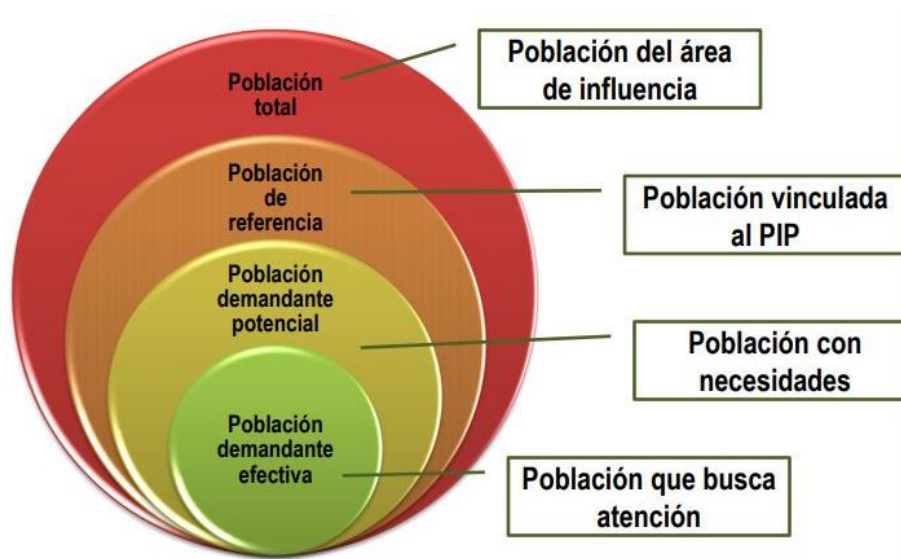 Población
total
Población del área
de influencia
Población
de
referencia
Población vinculada
al PIP
Población
demandante
potencial
Población con
necesidades
Población
demandante
efectiva
Población que busca
atención